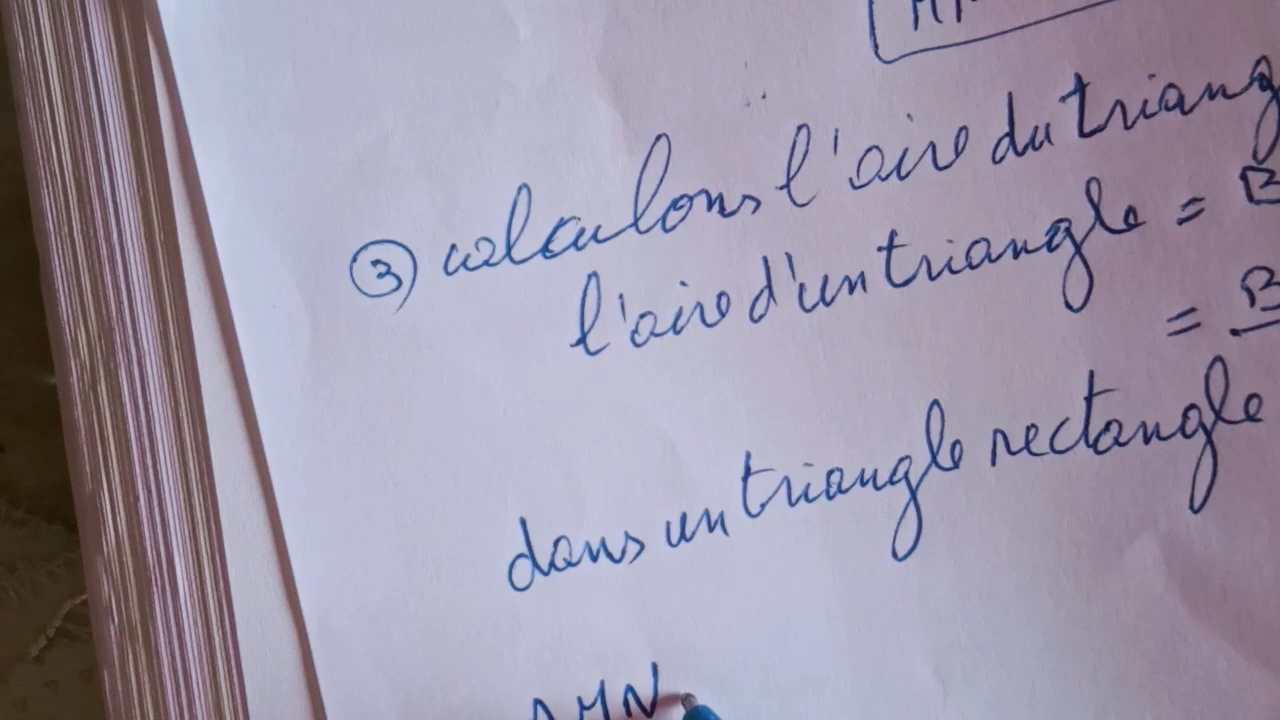 ③ calculons l'aire du triang
l'aire d'un triangle = B
= B
dans un triangle rectangle
AMN